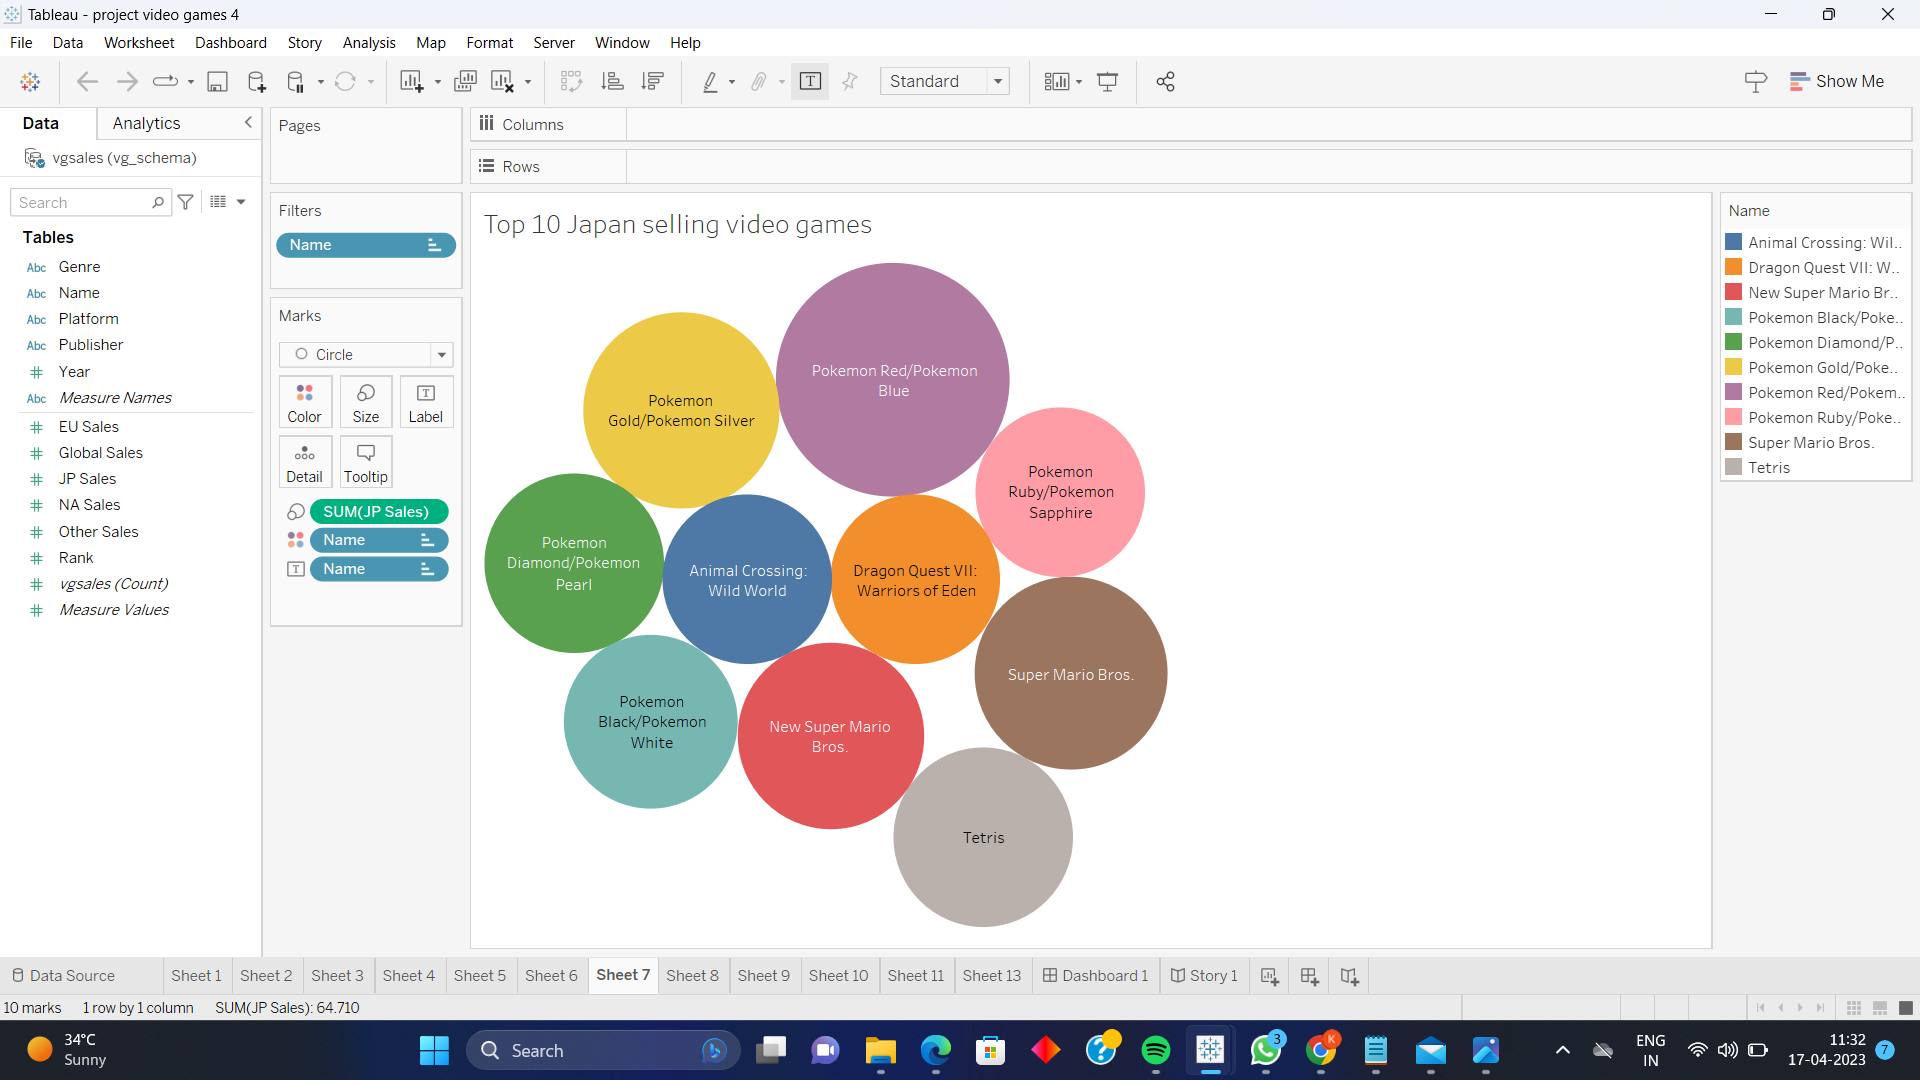 Tableau - project video games 4
File Data Worksheet Dashboard Story Analysis Map Format Server Window Help
Standard
Show Me
Data
Analytics
vgsales (vg_schema)
Search
Tables
Abc Genre
Abc Name
Abc Platform
Abc Publisher
# Year
Abc Measure Names
# EU Sales
# Global Sales
# JP Sales
# NA Sales
# Other Sales
# Rank
# vgsales (Count)
# Measure Values
Pages
Filters
Name
Marks
Circle
Color
Size
T
Label
Detail
Tooltip
SUM(JP Sales)
Name
T Name
Columns
Rows
Top 10 Japan selling video games
Pokemon Red/Pokemon
Blue
Pokemon
Gold/Pokemon Silver
Pokemon
Ruby/Pokemon
Sapphire
Pokemon
Diamond/Pokemon
Pearl
Animal Crossing:
Wild World
Dragon Quest VII:
Warriors of Eden
Super Mario Bros.
Pokemon
Black/Pokemon
White
New Super Mario
Bros.
Tetris
Name
Animal Crossing: Wil..
Dragon Quest VII: W..
New Super Mario Br..
Pokemon Black/Poke..
Pokemon Diamond/P..
Pokemon Gold/Poke..
Pokemon Red/Pokem..
Pokemon Ruby/Poke..
Super Mario Bros.
Tetris
Data Source
Sheet 1
Sheet 2
Sheet 3
Sheet 4
Sheet 5
Sheet 6
Sheet 7
Sheet 8
Sheet 9
Sheet 10
Sheet 11
Sheet 13
Dashboard 1
Story 1
10 marks 1 row by 1 column SUM(JP Sales): 64.710
34°C
Sunny
Search
3
K
ENG
IN
11:32
17-04-2023
7